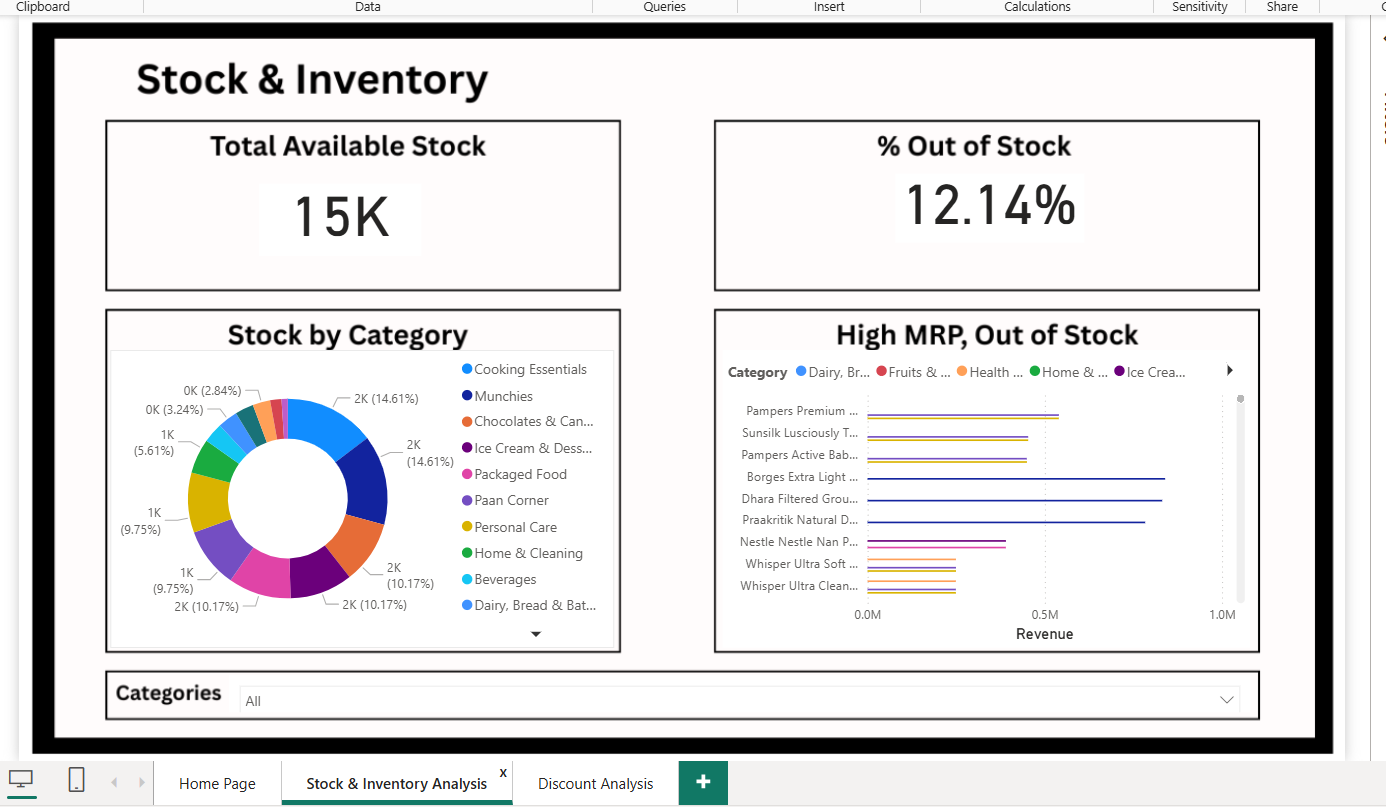 Clipboard
Data
Queries
Insert
Calculations
Sensitivity
Share
Stock & Inventory
Total Available Stock
15K
% Out of Stock
12.14%
Stock by Category
0K (2.84%)
0K (3.24%)
1K
(5.61%)
1K
(9.75%)
1K
(9.75%)
2K (10.17%)
2K (14.61%)
2K
(14.61%)
2K
(10.17%)
2K (10.17%)
Cooking Essentials
Munchies
Chocolates & Can...
Ice Cream & Dess...
Packaged Food
Paan Corner
Personal Care
Home & Cleaning
Beverages
Dairy, Bread & Bat...
High MRP, Out of Stock
Category
Dairy, Br...
Fruits & ...
Health ...
Home & ...
Ice Crea...
Pampers Premium ...
Sunsilk Lusciously T...
Pampers Active Bab...
Borges Extra Light ...
Dhara Filtered Grou...
Praakritik Natural D...
Nestle Nestle Nan P...
Whisper Ultra Soft ...
Whisper Ultra Clean...
0.0M
0.5M
1.0M
Revenue
Categories
All
Home Page
Stock & Inventory Analysis
x
Discount Analysis
+